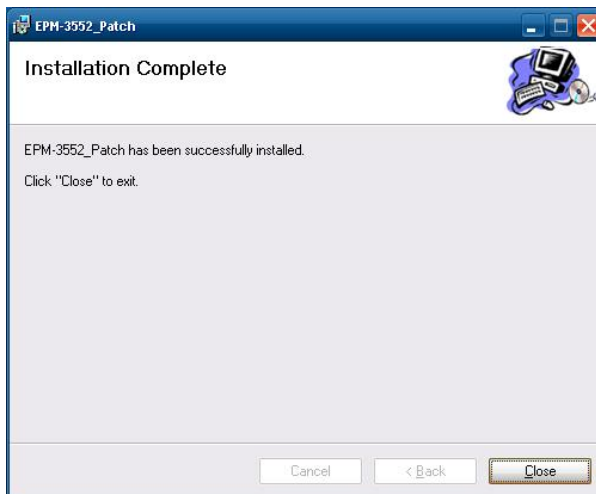 EPM-3552_Patch
Installation Complete
EPM-3552_Patch has been successfully installed.
Click "Close" to exit.
Cancel
< Back
Close